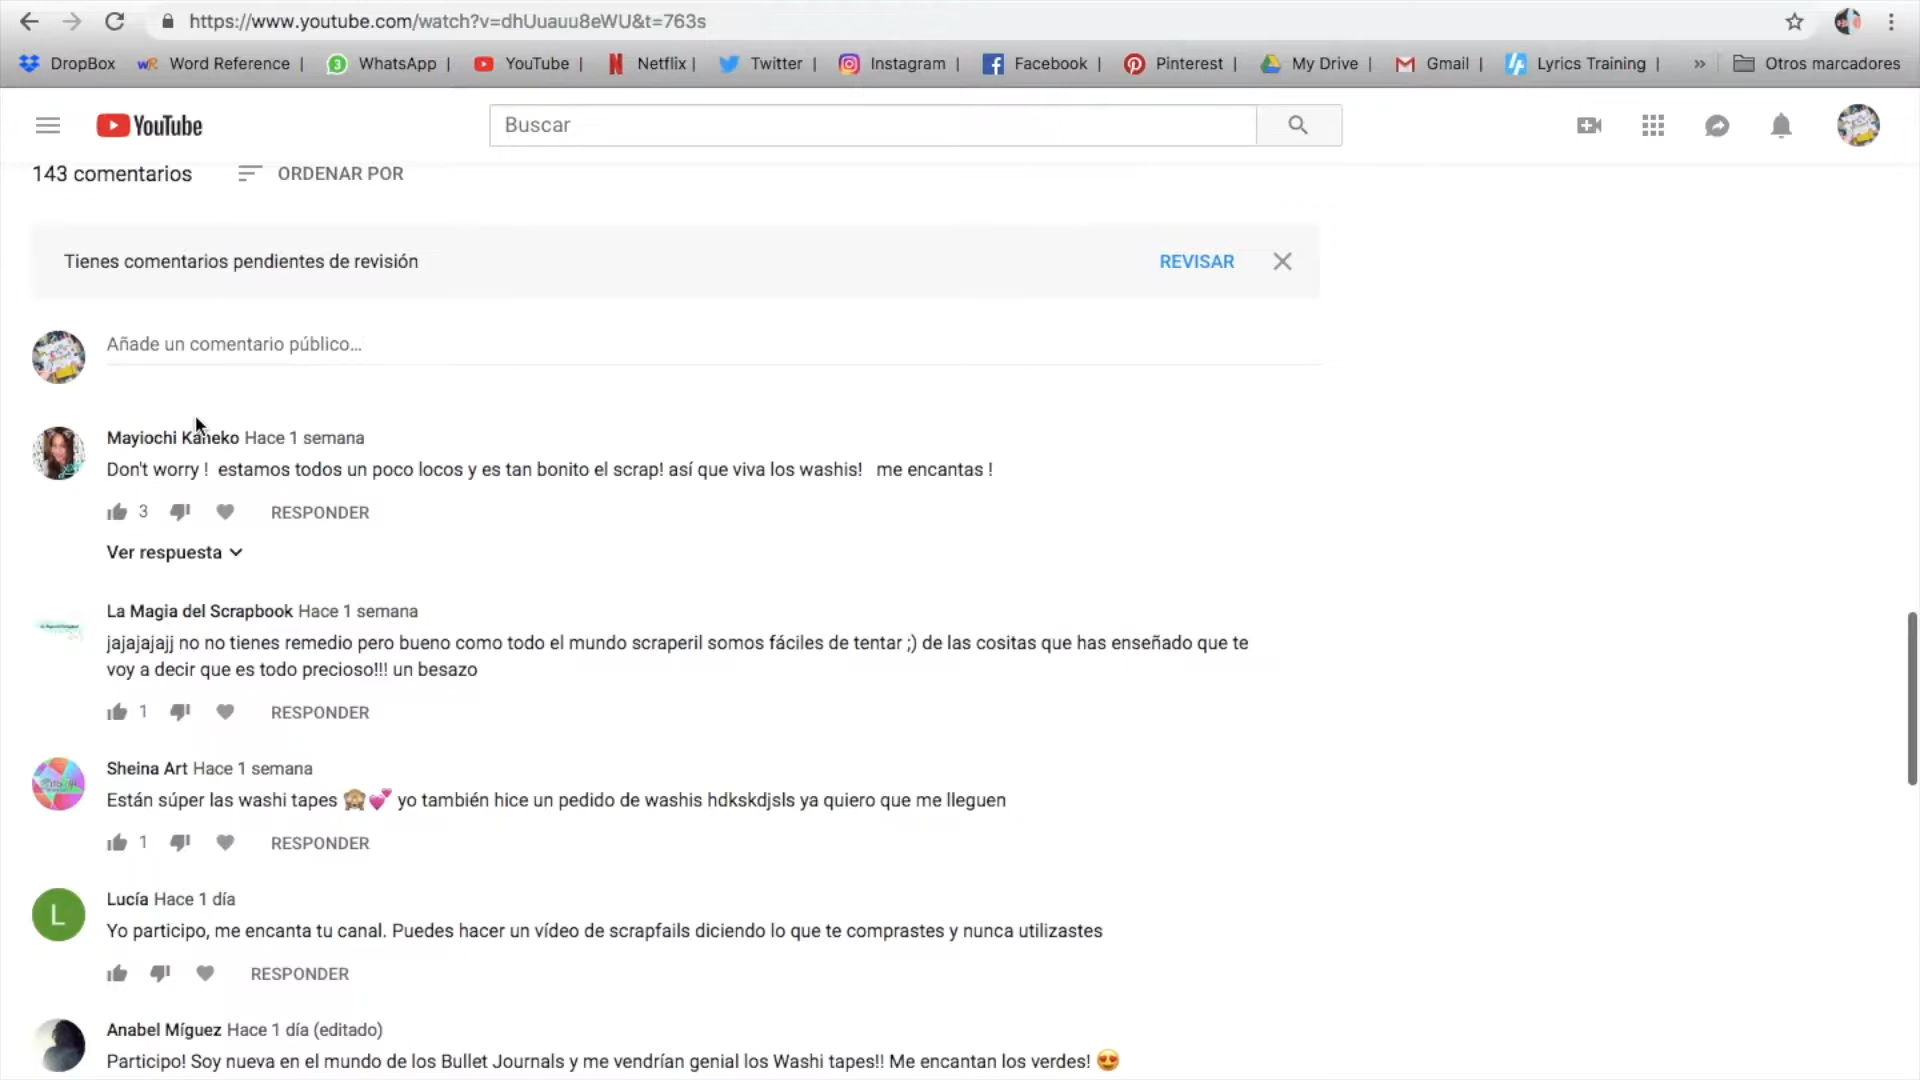 https://www.youtube.com/watch?v=dhUuauu8eWU&t=763s
DropBox Word Reference | 3 WhatsApp | YouTube | Netflix | Twitter | Instagram | Facebook | Pinterest | My Drive | Gmail | Lyrics Training | » Otros marcadores
YouTube Buscar
143 comentarios ORDENAR POR
Tienes comentarios pendientes de revisión REVISAR
Añade un comentario público...
Mayiochi Kaneko Hace 1 semana
Don't worry ! estamos todos un poco locos y es tan bonito el scrap! así que viva los washis! me encantas !
3 RESPONDER
Ver respuesta
La Magia del Scrapbook Hace 1 semana
jajajajajj no no tienes remedio pero bueno como todo el mundo scraperil somos fáciles de tentar ;) de las cositas que has enseñado que te
voy a decir que es todo precioso!!! un besazo
1 RESPONDER
Sheina Art Hace 1 semana
Están súper las washi tapes 🙈💕 yo también hice un pedido de washis hdkskdjsls ya quiero que me lleguen
1 RESPONDER
L
Lucía Hace 1 día
Yo participo, me encanta tu canal. Puedes hacer un vídeo de scrapfails diciendo lo que te comprastes y nunca utilizastes
RESPONDER
Anabel Míguez Hace 1 día (editado)
Participo! Soy nueva en el mundo de los Bullet Journals y me vendrían genial los Washi tapes!! Me encantan los verdes! 😍